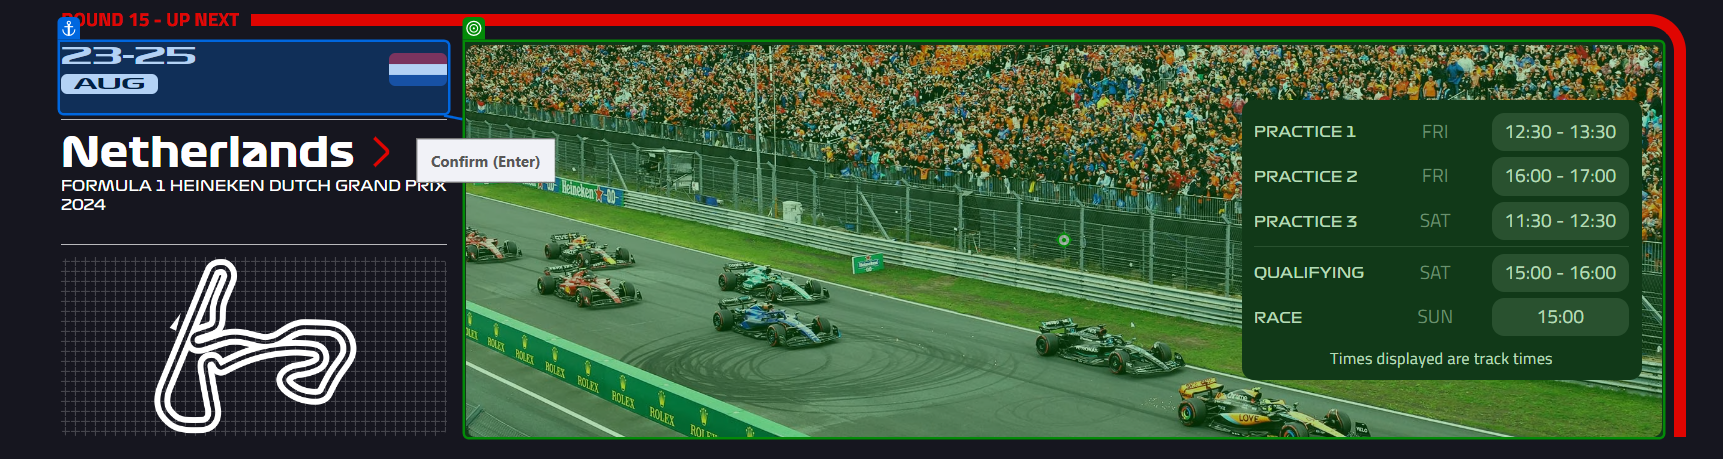 ROUND 15 - UP NEXT
23-25
AUG
Netherlands
FORMULA 1 HEINEKEN DUTCH GRAND PRIX
2024
Confirm (Enter)
PRACTICE 1 FRI 12:30 - 13:30
PRACTICE 2 FRI 16:00 - 17:00
PRACTICE 3 SAT 11:30 - 12:30
QUALIFYING SAT 15:00 - 16:00
RACE SUN 15:00
Times displayed are track times
Heineken
ROLEX
ROLEX
ROLEX
ROLEX
ROLEX
ROLEX
LOVE